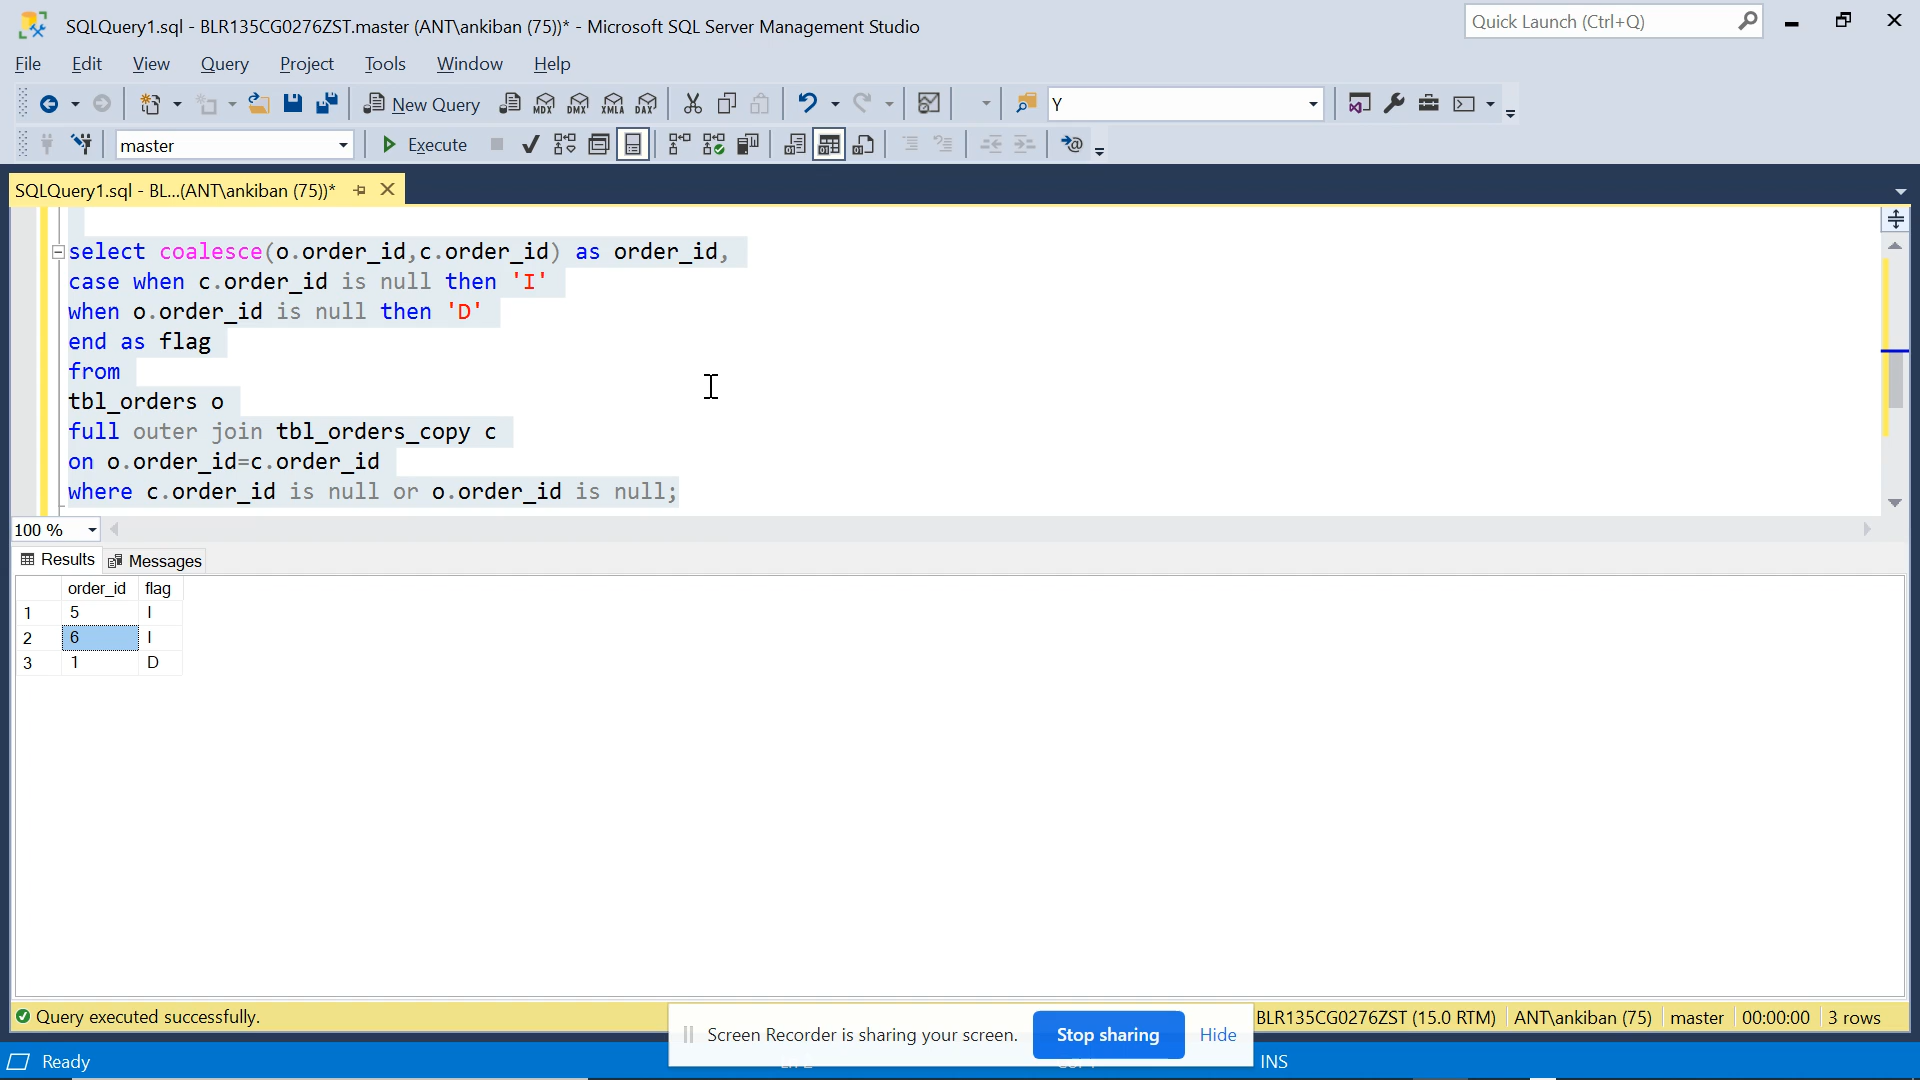 SQLQuery1.sql - BLR135CG0276ZST.master (ANT\ankiban (75))* - Microsoft SQL Server Management Studio
Quick Launch (Ctrl+Q)
File Edit View Query Project Tools Window Help
New Query MDX DMX XMLA DAX Y
master Execute
SQLQuery1.sql - BL...(ANT\ankiban (75))*
select coalesce(o.order_id,c.order_id) as order_id,
case when c.order_id is null then 'I'
when o.order_id is null then 'D'
end as flag
from
tbl_orders o
full outer join tbl_orders_copy c
on o.order_id=c.order_id
where c.order_id is null or o.order_id is null;
100 %
Results Messages
order_id flag
1 5 I
2 6 I
3 1 D
Query executed successfully.
BLR135CG0276ZST (15.0 RTM) ANT\ankiban (75) master 00:00:00 3 rows
Screen Recorder is sharing your screen. Stop sharing Hide
Ready INS